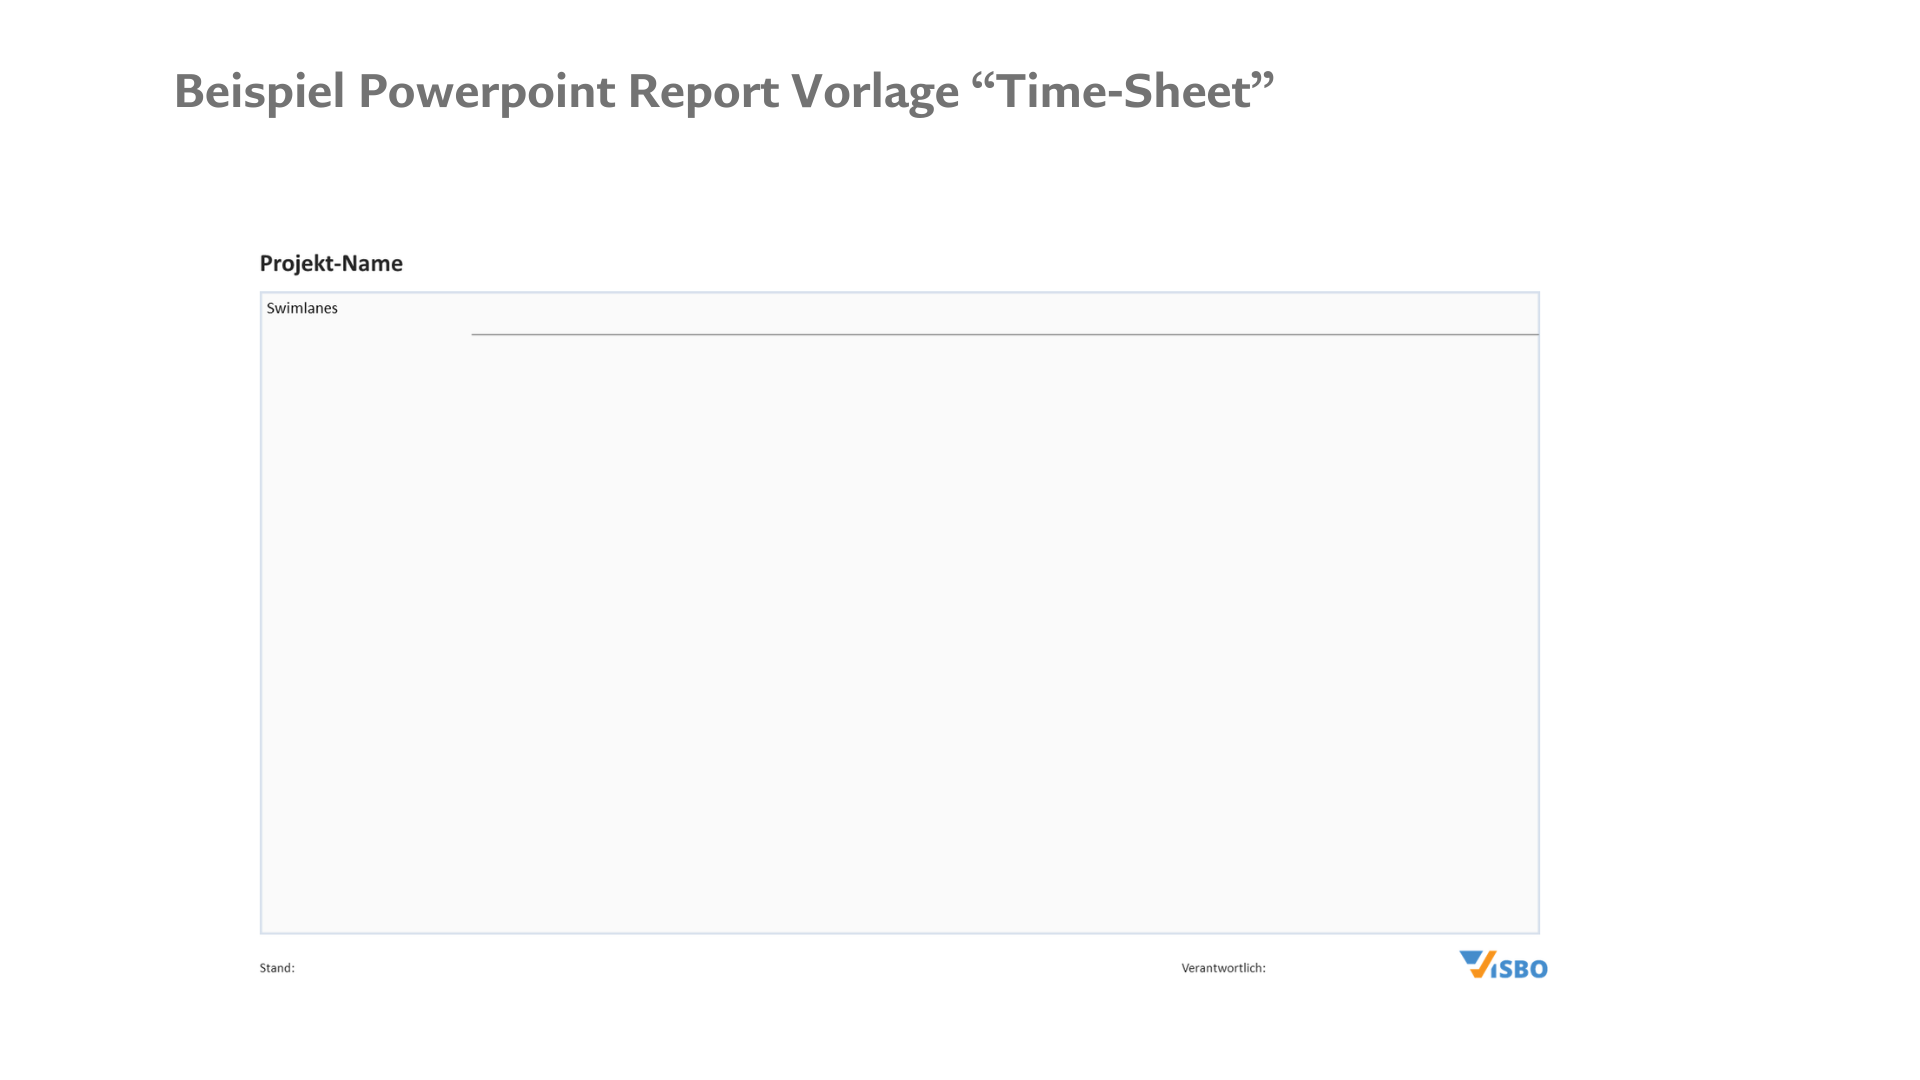 Beispiel Powerpoint Report Vorlage “Time-Sheet”
Projekt-Name
Swimlanes
Stand:
Verantwortlich:
VISBO